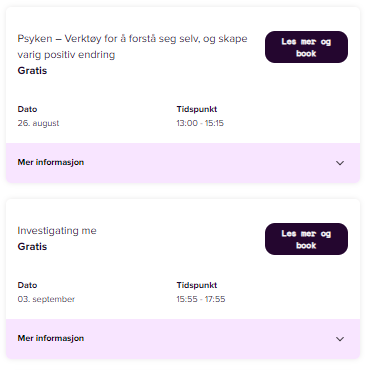 Psyken – Verktøy for å forstå seg selv, og skape
varig positiv endring
Gratis
Les mer og
book
Dato
Tidspunkt
26. august
13:00 - 15:15
Mer informasjon
Investigating me
Gratis
Les mer og
book
Dato
Tidspunkt
03. september
15:55 - 17:55
Mer informasjon